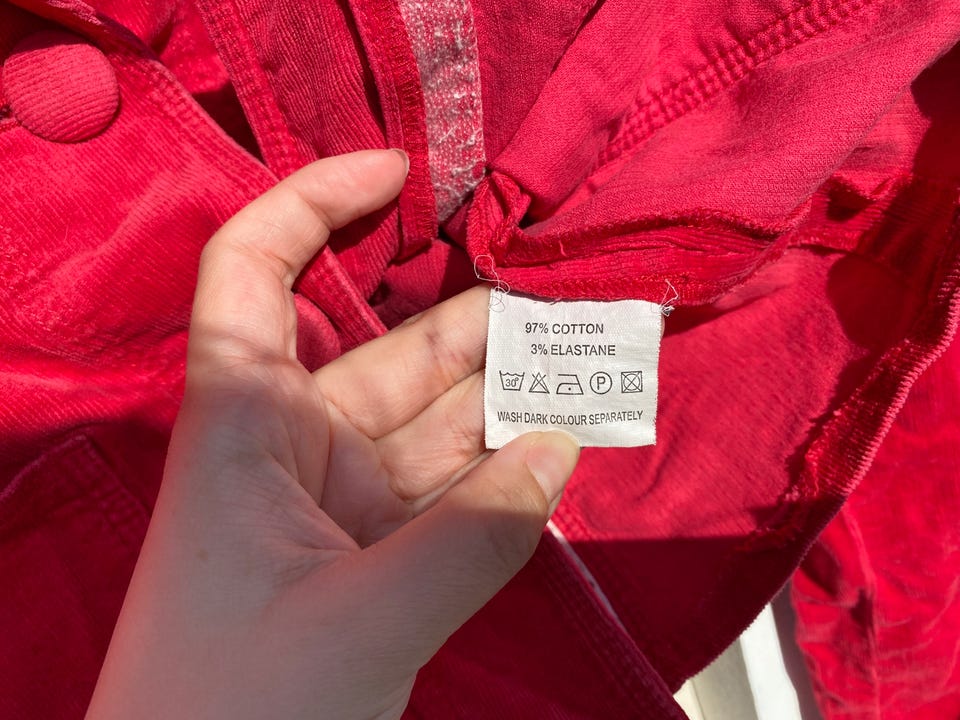 97% COTTON
3% ELASTANE
30° P
WASH DARK COLOUR SEPARATELY